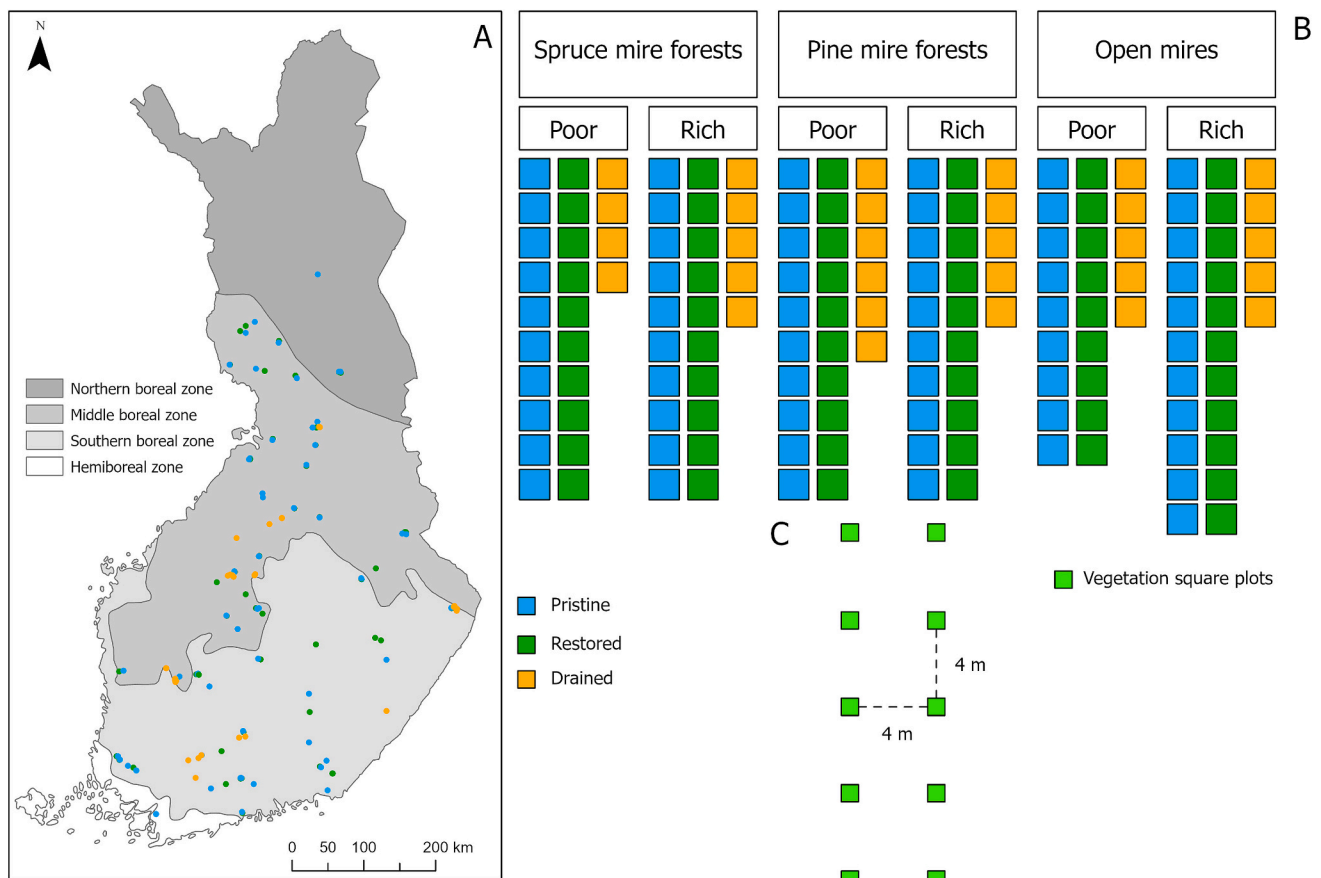 N
A
Northern boreal zone
Middle boreal zone
Southern boreal zone
Hemiboreal zone
0 50 100 200 km
B
Spruce mire forests
Pine mire forests
Open mires
Poor
Rich
Poor
Rich
Poor
Rich
Pristine
Restored
Drained
C
4 m
4 m
Vegetation square plots